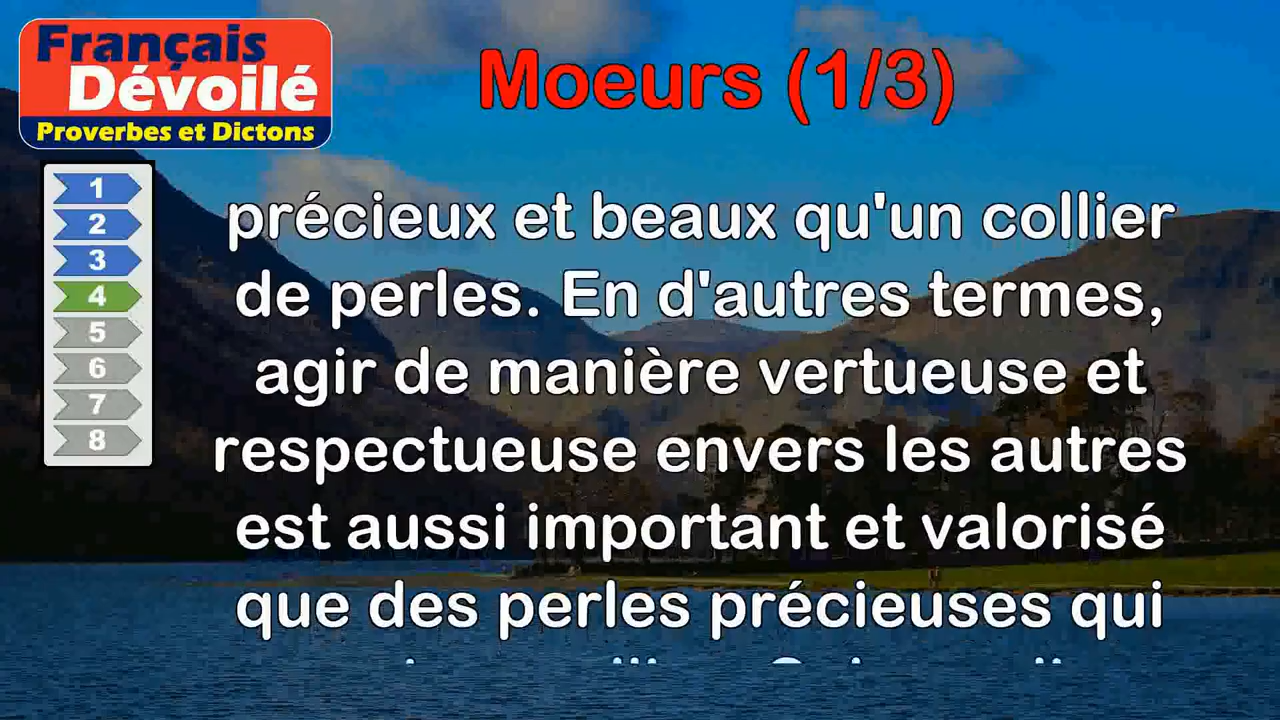 Français
Dévoilé
Proverbes et Dictons
Moeurs (1/3)
1
2
3
4
5
6
7
8
précieux et beaux qu'un collier
de perles. En d'autres termes,
agir de manière vertueuse et
respectueuse envers les autres
est aussi important et valorisé
que des perles précieuses qui